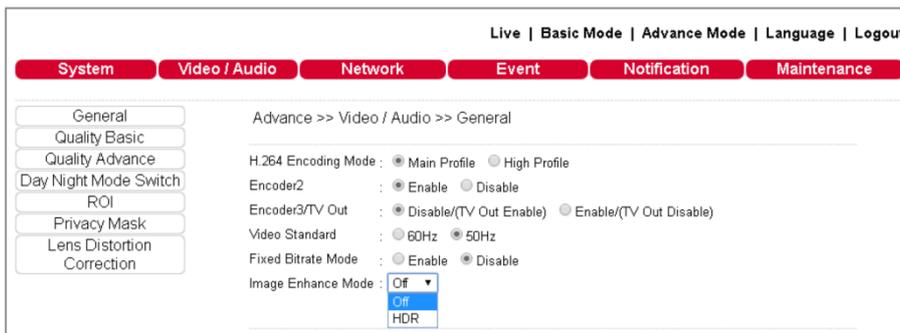 Live | Basic Mode | Advance Mode | Language | Logou
System Video / Audio Network Event Notification Maintenance
General
Quality Basic
Quality Advance
Day Night Mode Switch
ROI
Privacy Mask
Lens Distortion
Correction
Advance >> Video / Audio >> General
H.264 Encoding Mode : Main Profile High Profile
Encoder2 : Enable Disable
Encoder3/TV Out : Disable/(TV Out Enable) Enable/(TV Out Disable)
Video Standard : 60Hz 50Hz
Fixed Bitrate Mode : Enable Disable
Image Enhance Mode : Off
Off
HDR